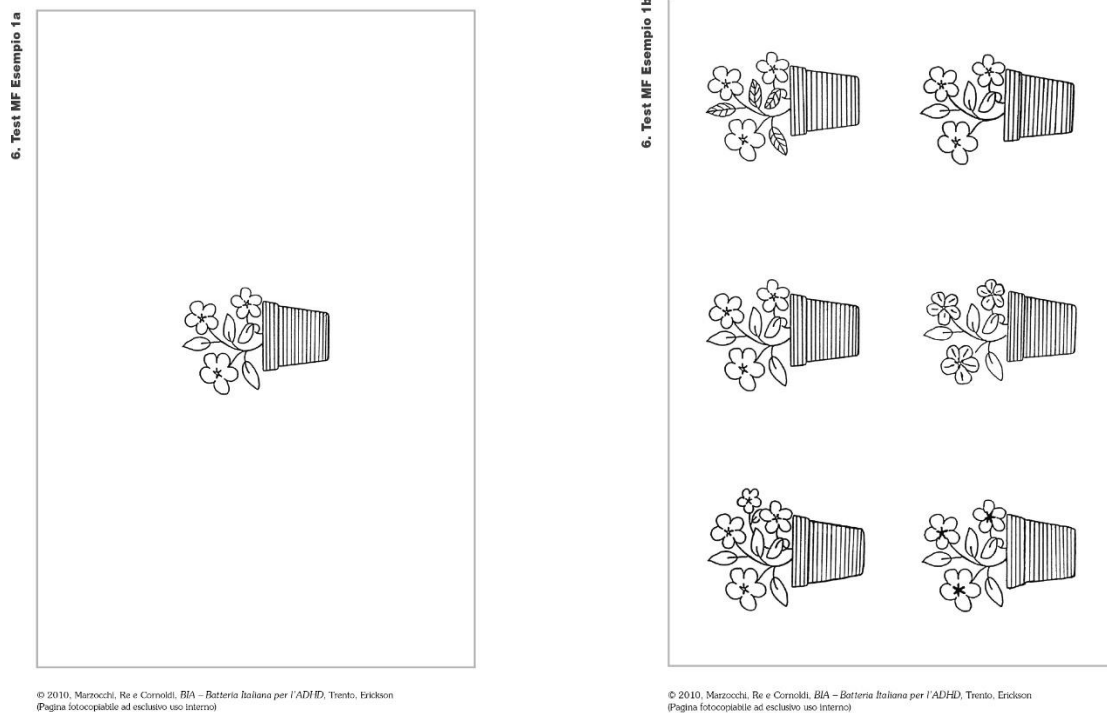 6. Test MF Esempio 1a
© 2010, Marzocchi, Re e Cornoldi, BIA – Batteria Italiana per l'ADHD, Trento, Erickson
(Pagina fotocopiabile ad esclusivo uso interno)
6. Test MF Esempio 1b
© 2010, Marzocchi, Re e Cornoldi, BIA – Batteria Italiana per l'ADHD, Trento, Erickson
(Pagina fotocopiabile ad esclusivo uso interno)